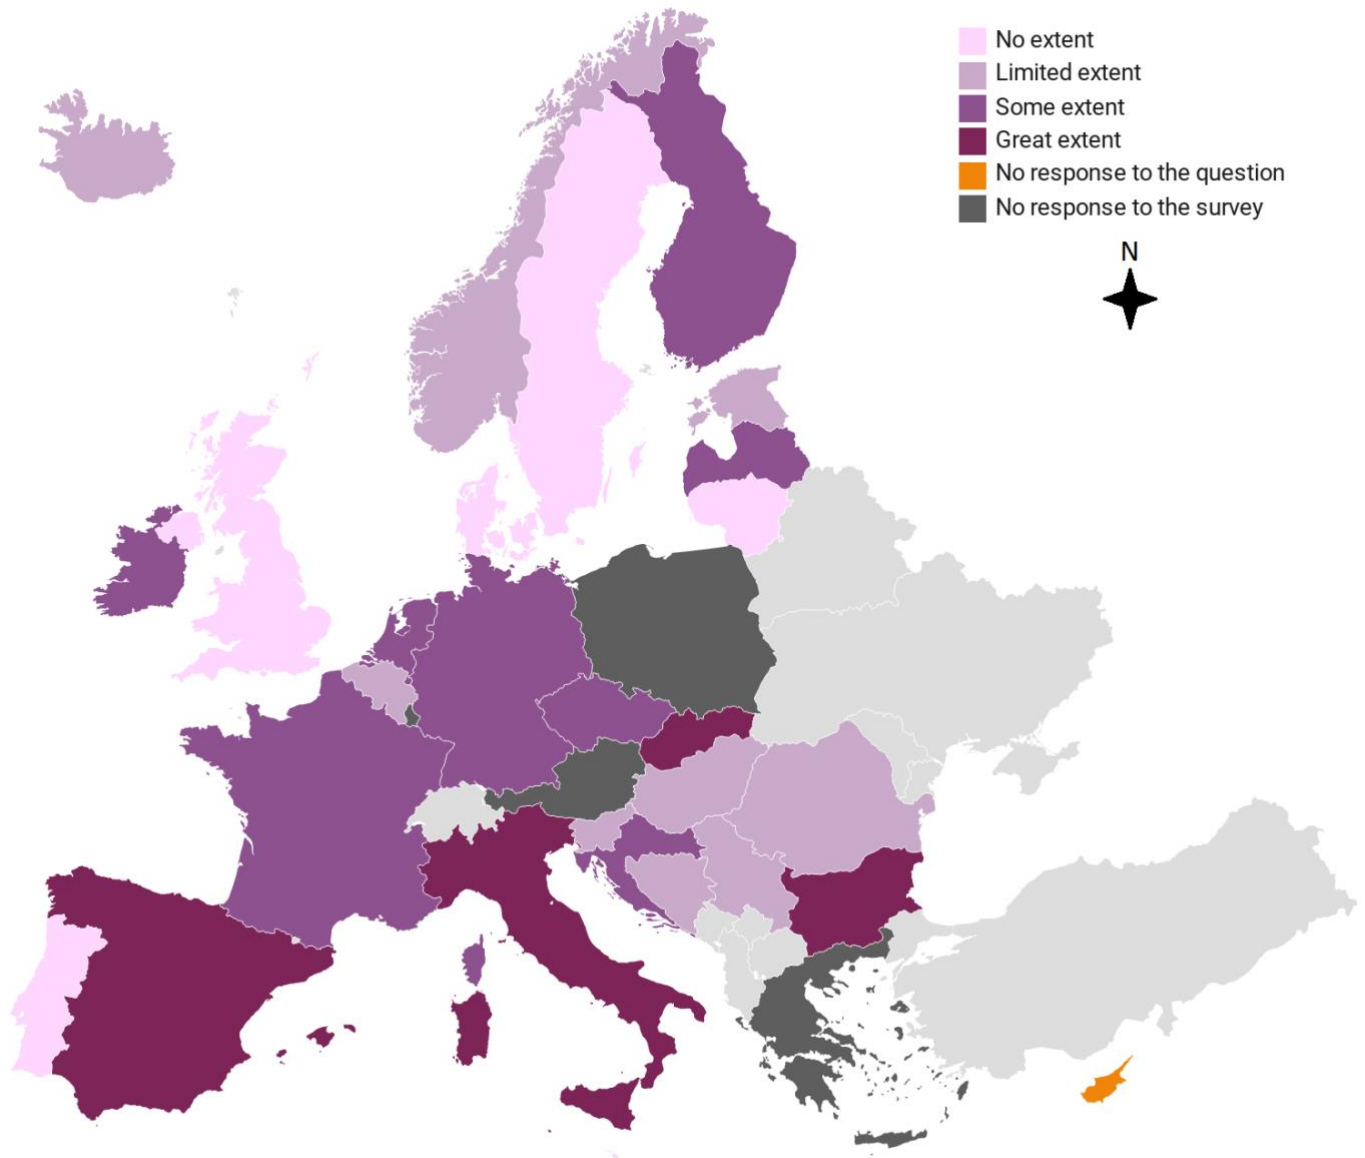 No extent
Limited extent
Some extent
Great extent
No response to the question
No response to the survey
N